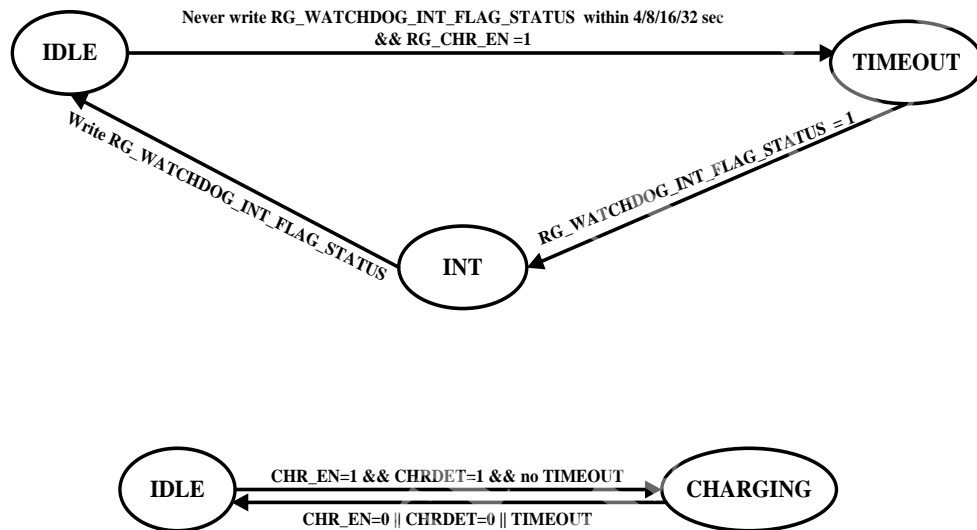 Never write RG_WATCHDOG_INT_FLAG_STATUS within 4/8/16/32 sec
&& RG_CHR_EN =1
IDLE
TIMEOUT
Write RG_WATCHDOG_INT_FLAG_STATUS
RG_WATCHDOG_INT_FLAG_STATUS = 1
INT
CHR_EN=1 && CHRDET=1 && no TIMEOUT
IDLE
CHARGING
CHR_EN=0 || CHRDET=0 || TIMEOUT